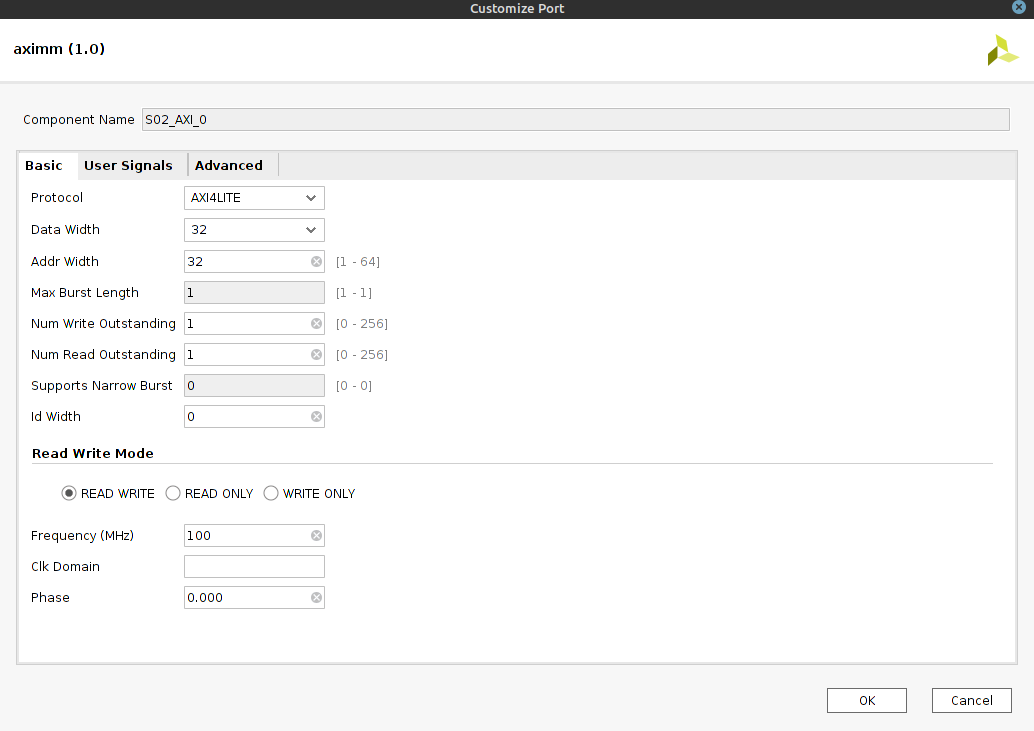 Customize Port
aximm (1.0)
Component Name S02_AXI_0
Basic User Signals Advanced
Protocol AXI4LITE
Data Width 32
Addr Width 32 [1 - 64]
Max Burst Length 1 [1 - 1]
Num Write Outstanding 1 [0 - 256]
Num Read Outstanding 1 [0 - 256]
Supports Narrow Burst 0 [0 - 0]
Id Width 0
Read Write Mode
READ WRITE READ ONLY WRITE ONLY
Frequency (MHz) 100
Clk Domain
Phase 0.000
OK Cancel